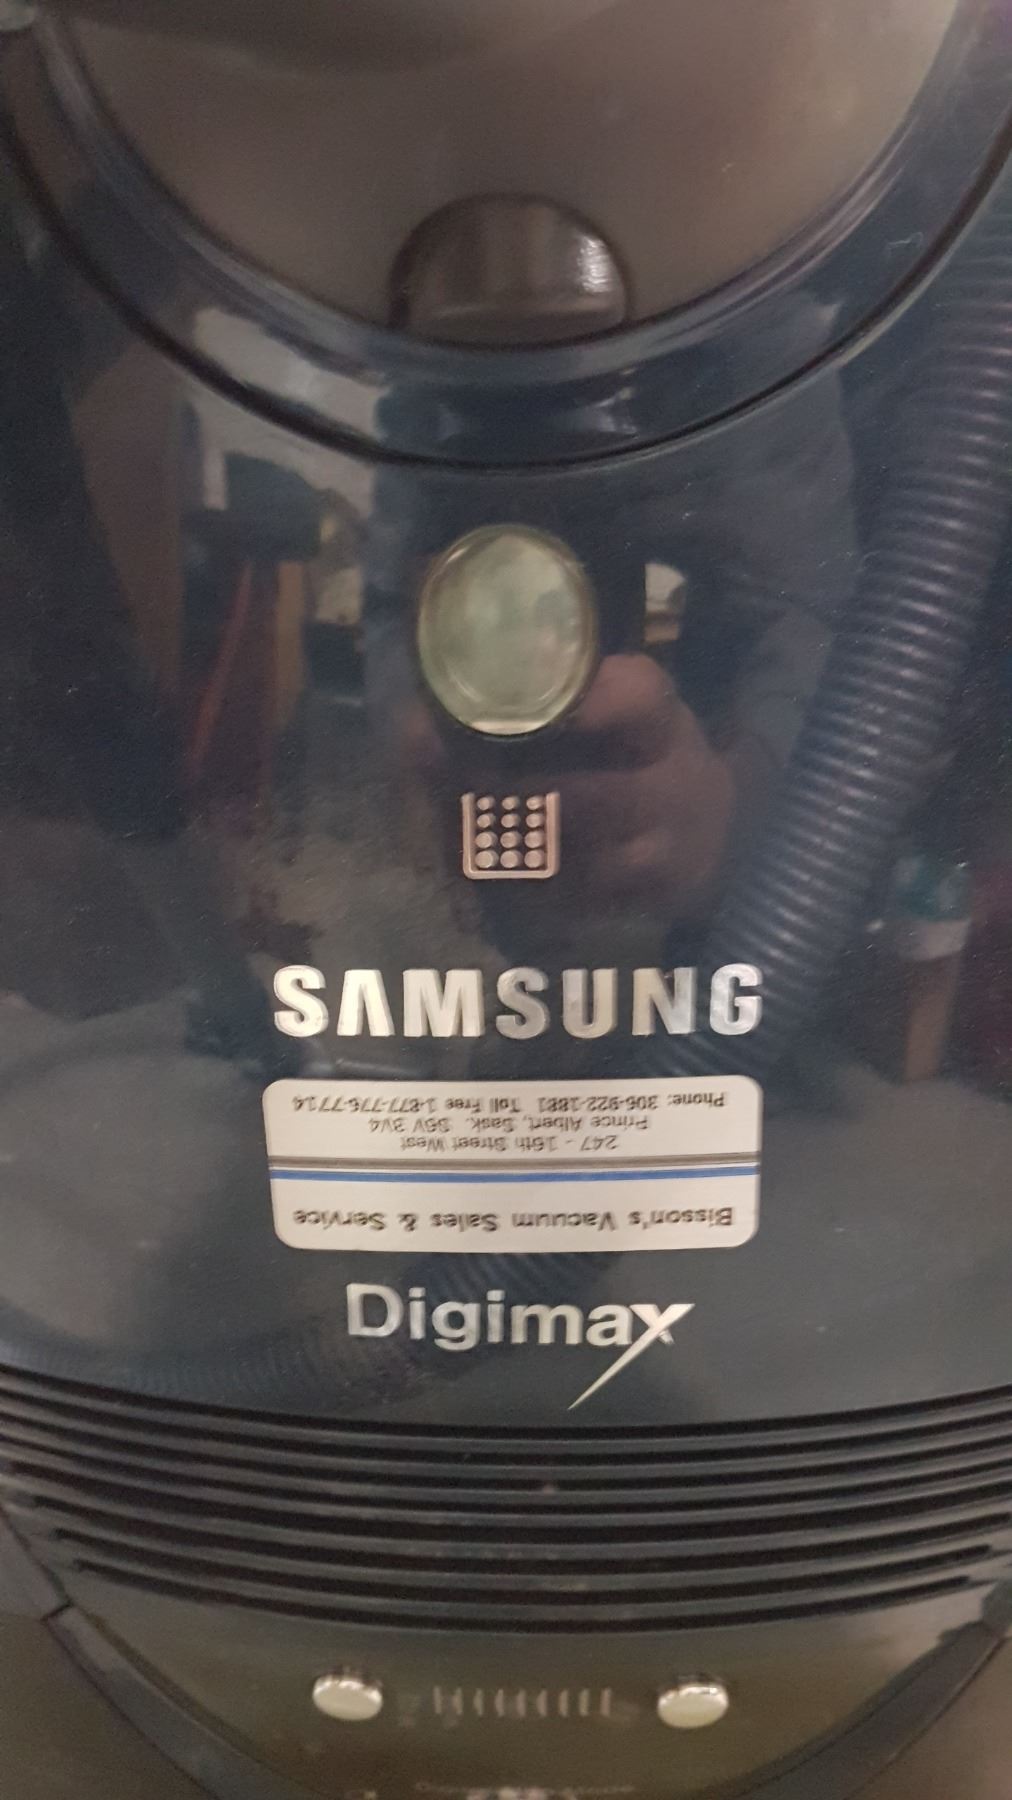 SAMSUNG
Bisson's Vacuum Sales & Service
247 - 16th Street West
Prince Albert, Sask. S6V 3V4
Phone: 306-922-1881 Toll Free 1-877-776-7714
Digimax